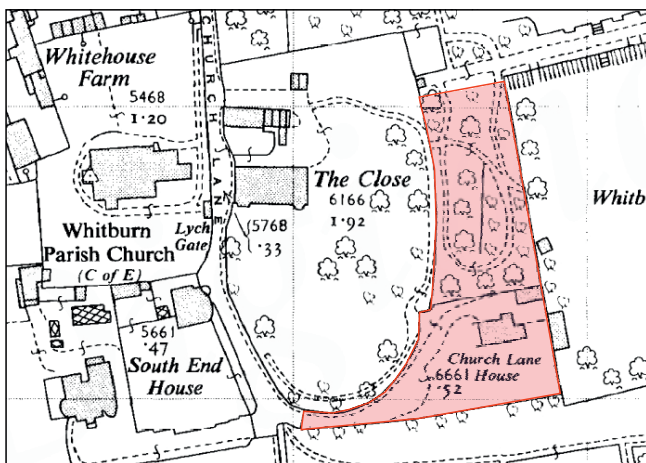 Whitehouse
Farm
5468
1·20
CHURCH LANE
The Close
6166
1·92
Whitb
Whitburn
Parish Church
(C of E)
Lych
Gate
5768
·33
5661
·47
South End
House
Church Lane
6661 House
1·52